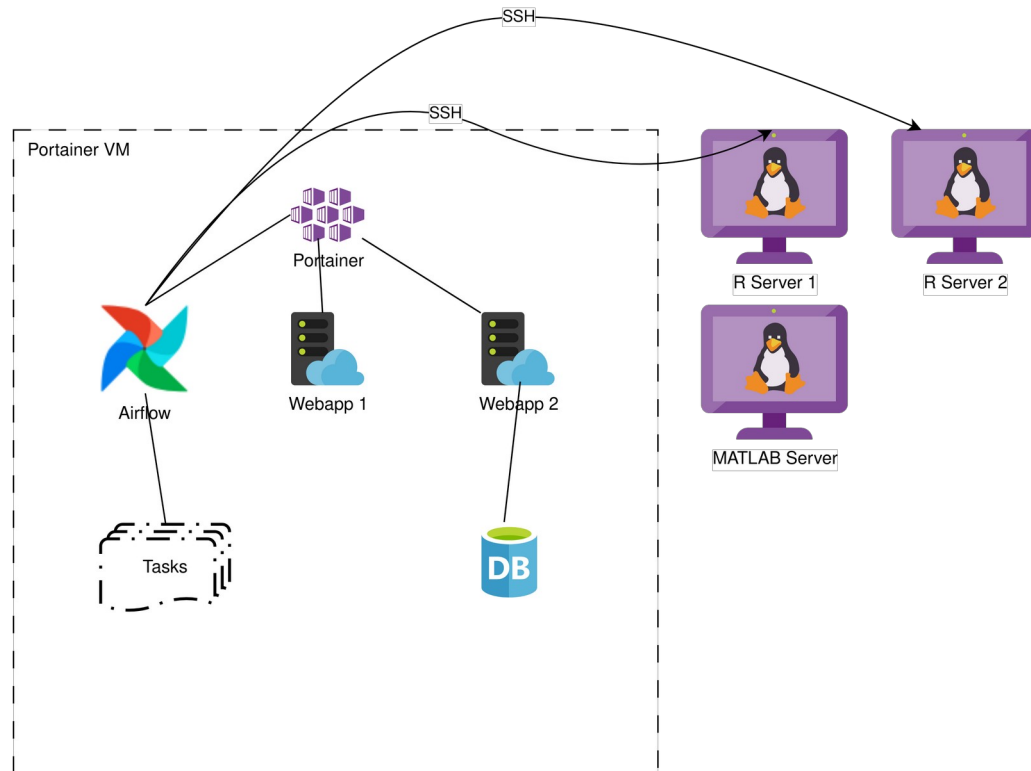 SSH
SSH
Portainer VM
Portainer
R Server 1
R Server 2
Airflow
Webapp 1
Webapp 2
MATLAB Server
Tasks
DB